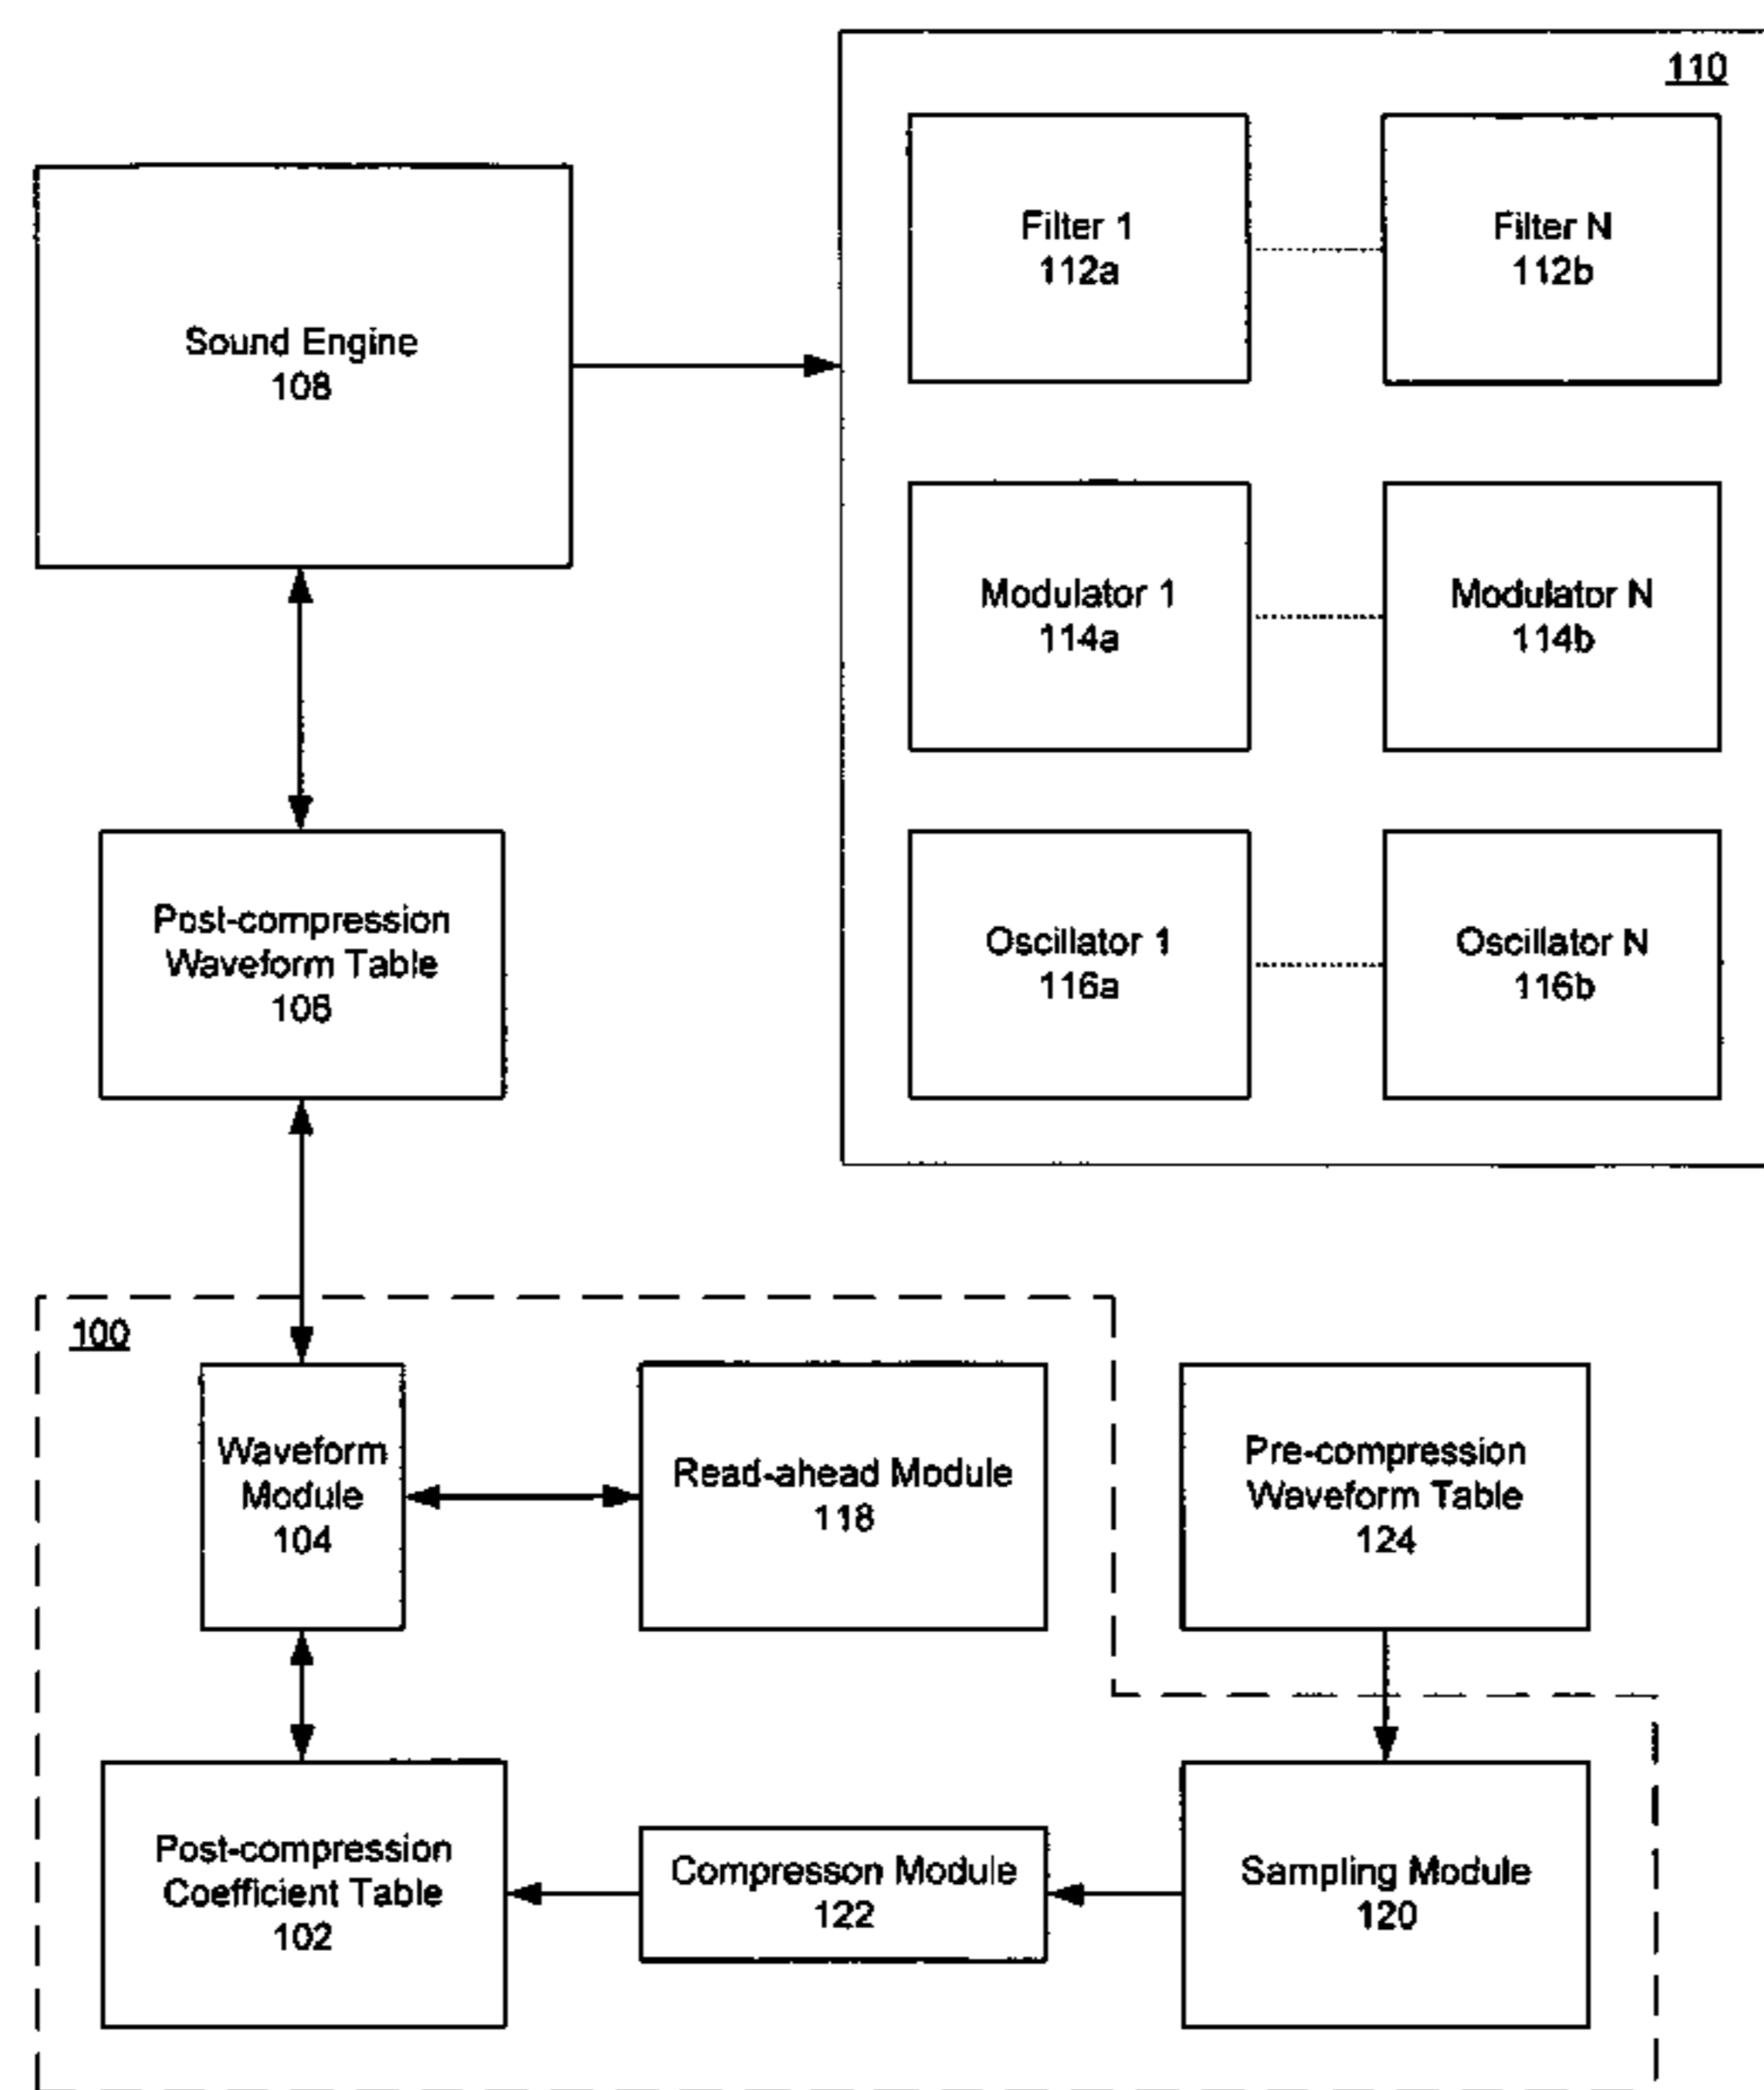 110
Filter 1
112a
Filter N
112b
Sound Engine
108
Modulator 1
114a
Modulator N
114b
Post-compression
Waveform Table
106
Oscillator 1
116a
Oscillator N
116b
100
Waveform
Module
104
Read-ahead Module
118
Pre-compression
Waveform Table
124
Post-compression
Coefficient Table
102
Compresson Module
122
Sampling Module
120